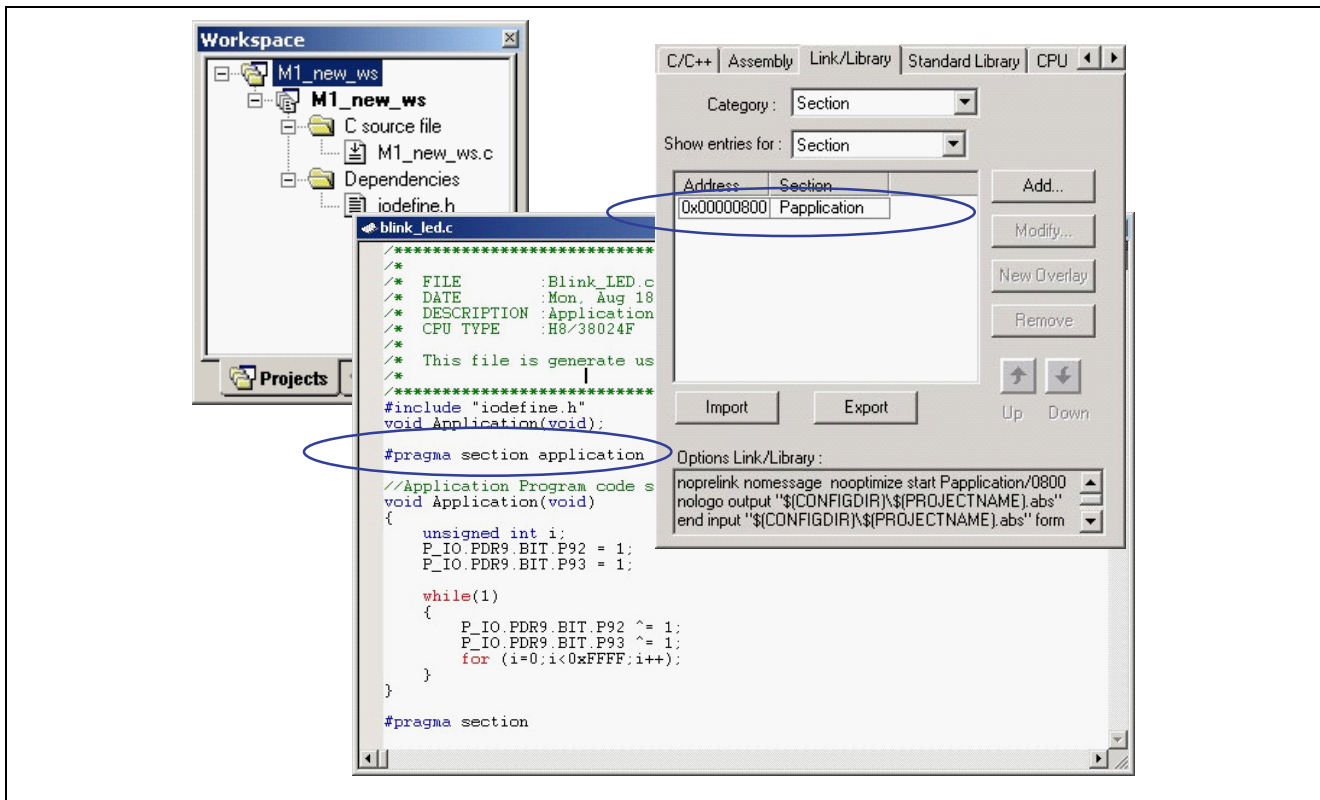 Workspace
M1_new_ws
M1_new_ws
C source file
M1_new_ws.c
Dependencies
iodefine.h
Projects
C/C++ Assembly Link/Library Standard Library CPU
Category : Section
Show entries for : Section
Address Section
0x00000800 Papplication
Add...
Modify...
New Overlay
Remove
Up Down
Import Export
Options Link/Library :
noprelink nomessage nooptimize start Papplication/0800
nologo output "$(CONFIGDIR)\$(PROJECTNAME).abs"
end input "$(CONFIGDIR)\$(PROJECTNAME).abs" form
blink_led.c
/****************************
/*
/* FILE :Blink_LED.c
/* DATE :Mon, Aug 18
/* DESCRIPTION :Application
/* CPU TYPE :H8/38024F
/*
/* This file is generate us
/*
/****************************
#include "iodefine.h"
void Application(void);
#pragma section application
//Application Program code s
void Application(void)
{
unsigned int i;
P_IO.PDR9.BIT.P92 = 1;
P_IO.PDR9.BIT.P93 = 1;
while(1)
{
P_IO.PDR9.BIT.P92 ^= 1;
P_IO.PDR9.BIT.P93 ^= 1;
for (i=0;i<0xFFFF;i++);
}
}
#pragma section